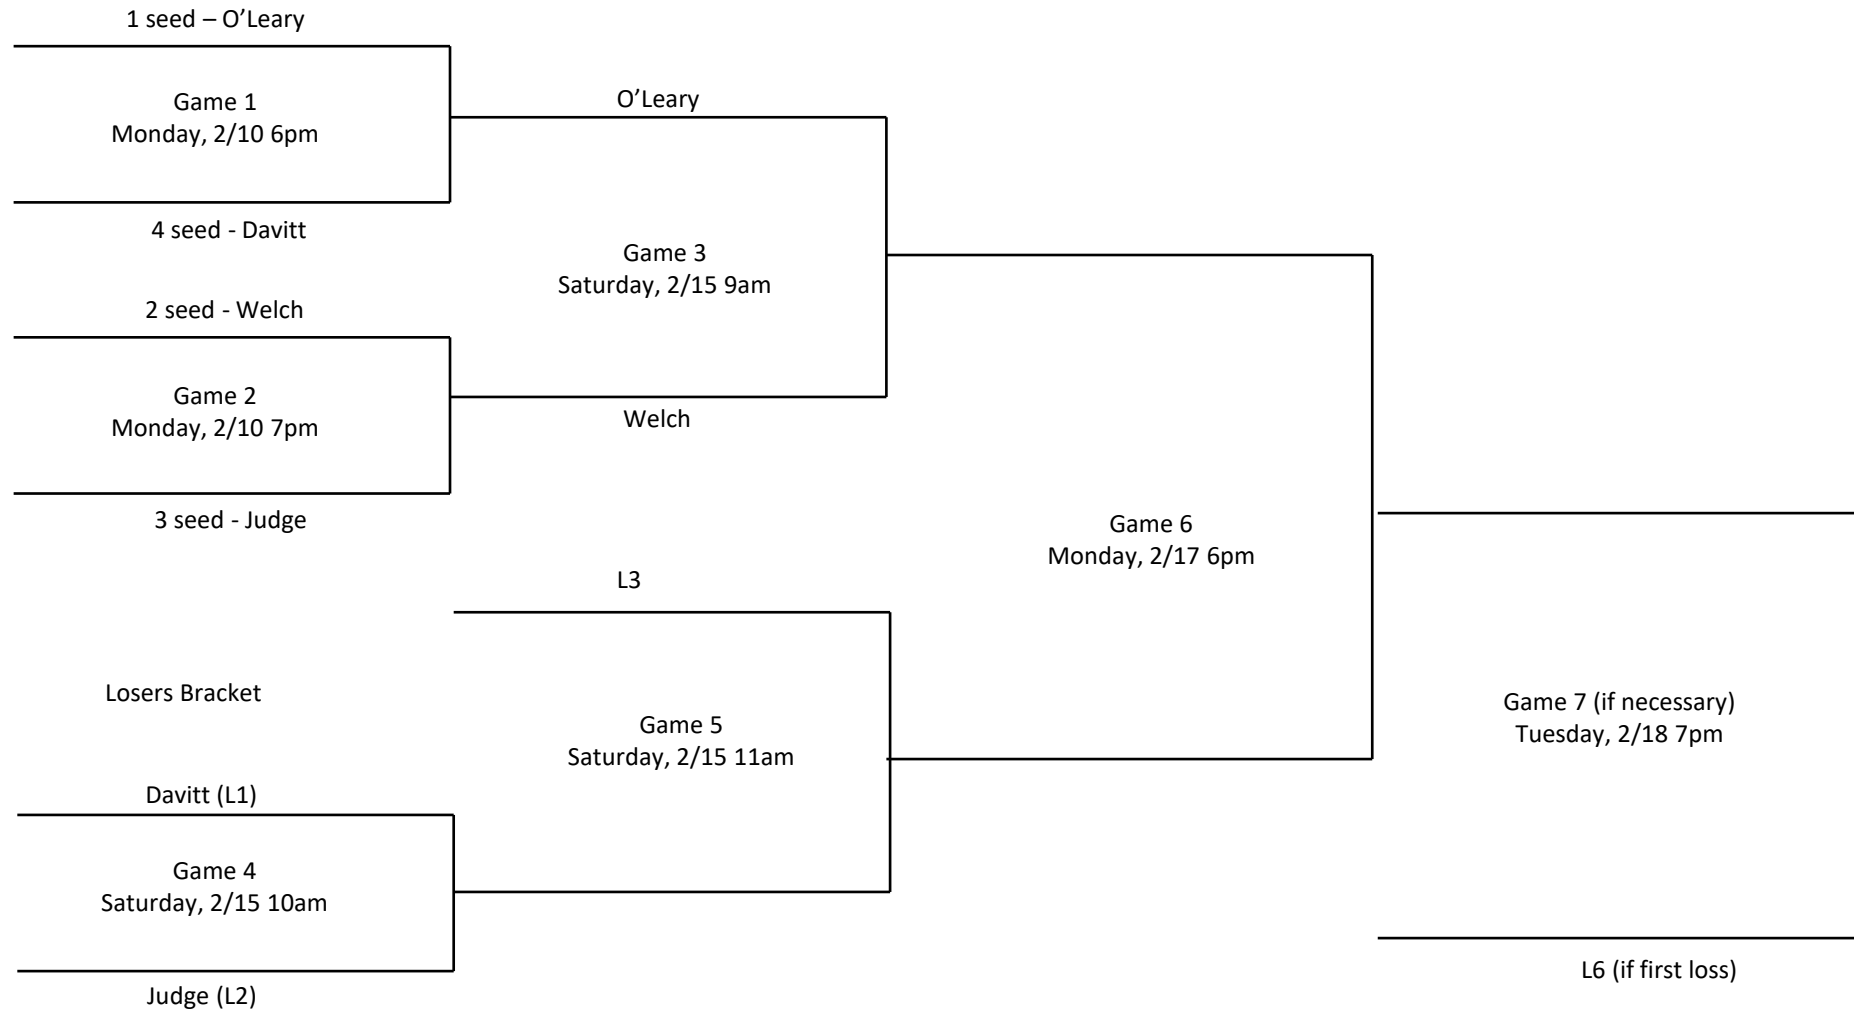 1 seed – O’Leary
Game 1
Monday, 2/10 6pm
4 seed - Davitt
2 seed - Welch
Game 2
Monday, 2/10 7pm
3 seed - Judge
O’Leary
Game 3
Saturday, 2/15 9am
Welch
Losers Bracket
Davitt (L1)
Game 4
Saturday, 2/15 10am
Judge (L2)
L3
Game 5
Saturday, 2/15 11am
Game 6
Monday, 2/17 6pm
Game 7 (if necessary)
Tuesday, 2/18 7pm
L6 (if first loss)